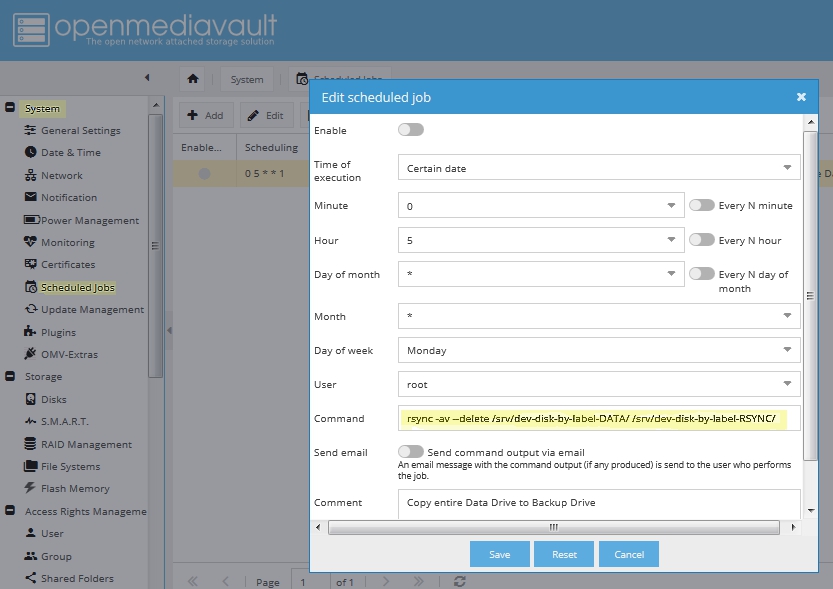 openmediavault
The open network attached storage solution
System
Scheduled Jobs
System
General Settings
Date & Time
Network
Notification
Power Management
Monitoring
Certificates
Scheduled Jobs
Update Management
Plugins
OMV-Extras
Storage
Disks
S.M.A.R.T.
RAID Management
File Systems
Flash Memory
Access Rights Manageme
User
Group
Shared Folders
Add
Edit
Enable...
Scheduling
0 5 * * 1
e Da
Edit scheduled job
Enable
Time of
execution
Certain date
Minute
0
Every N minute
Hour
5
Every N hour
Day of month
*
Every N day of
month
Month
*
Day of week
Monday
User
root
Command
rsync -av --delete /srv/dev-disk-by-label-DATA/ /srv/dev-disk-by-label-RSYNC/
Send email
Send command output via email
An email message with the command output (if any produced) is send to the user who performs
the job.
Comment
Copy entire Data Drive to Backup Drive
Save
Reset
Cancel
Page
1
of 1